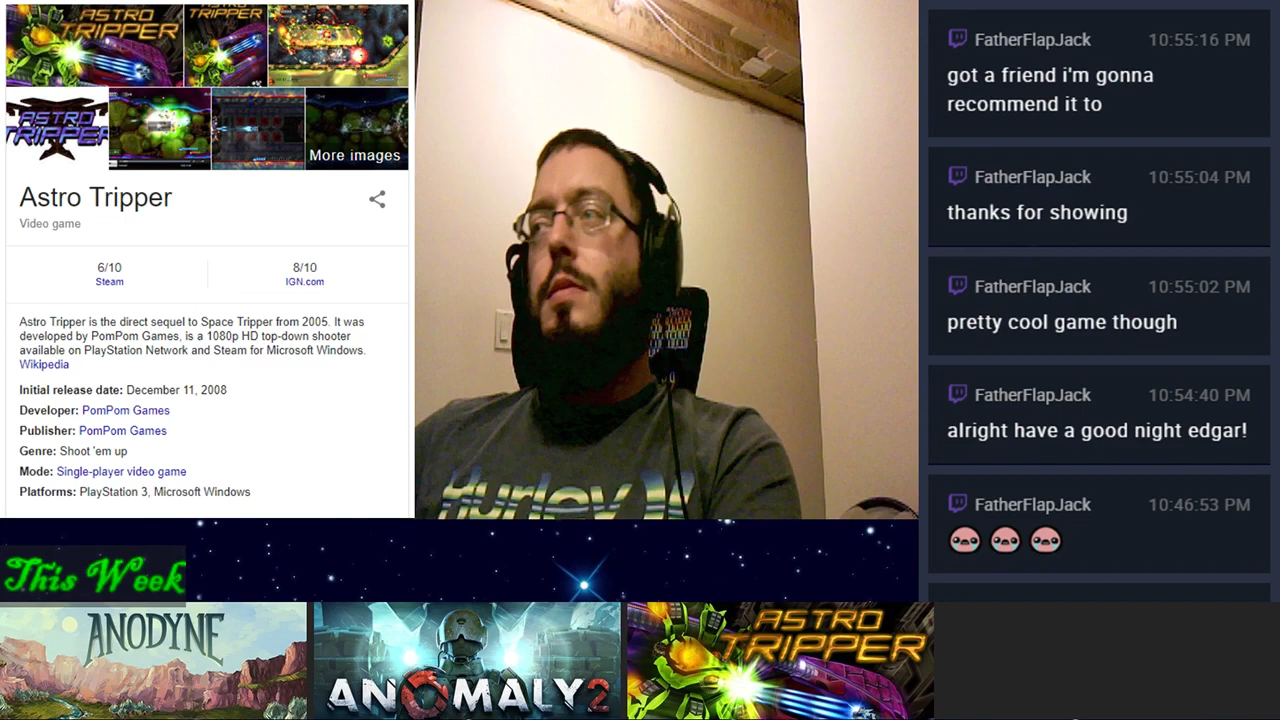 ASTRO
TRIPPER
ASTRO
TRIPPER
ASTRO
TRIPPER
More images
Astro Tripper
Video game
6/10
Steam
8/10
IGN.com
Astro Tripper is the direct sequel to Space Tripper from 2005. It was
developed by PomPom Games, is a 1080p HD top-down shooter
available on PlayStation Network and Steam for Microsoft Windows.
Wikipedia
Initial release date: December 11, 2008
Developer: PomPom Games
Publisher: PomPom Games
Genre: Shoot 'em up
Mode: Single-player video game
Platforms: PlayStation 3, Microsoft Windows
Hurley
FatherFlapJack 10:55:16 PM
got a friend i'm gonna
recommend it to
FatherFlapJack 10:55:04 PM
thanks for showing
FatherFlapJack 10:55:02 PM
pretty cool game though
FatherFlapJack 10:54:40 PM
alright have a good night edgar!
FatherFlapJack 10:46:53 PM
This Week
ANODYNE
ANOMALY 2
ASTRO
TRIPPER